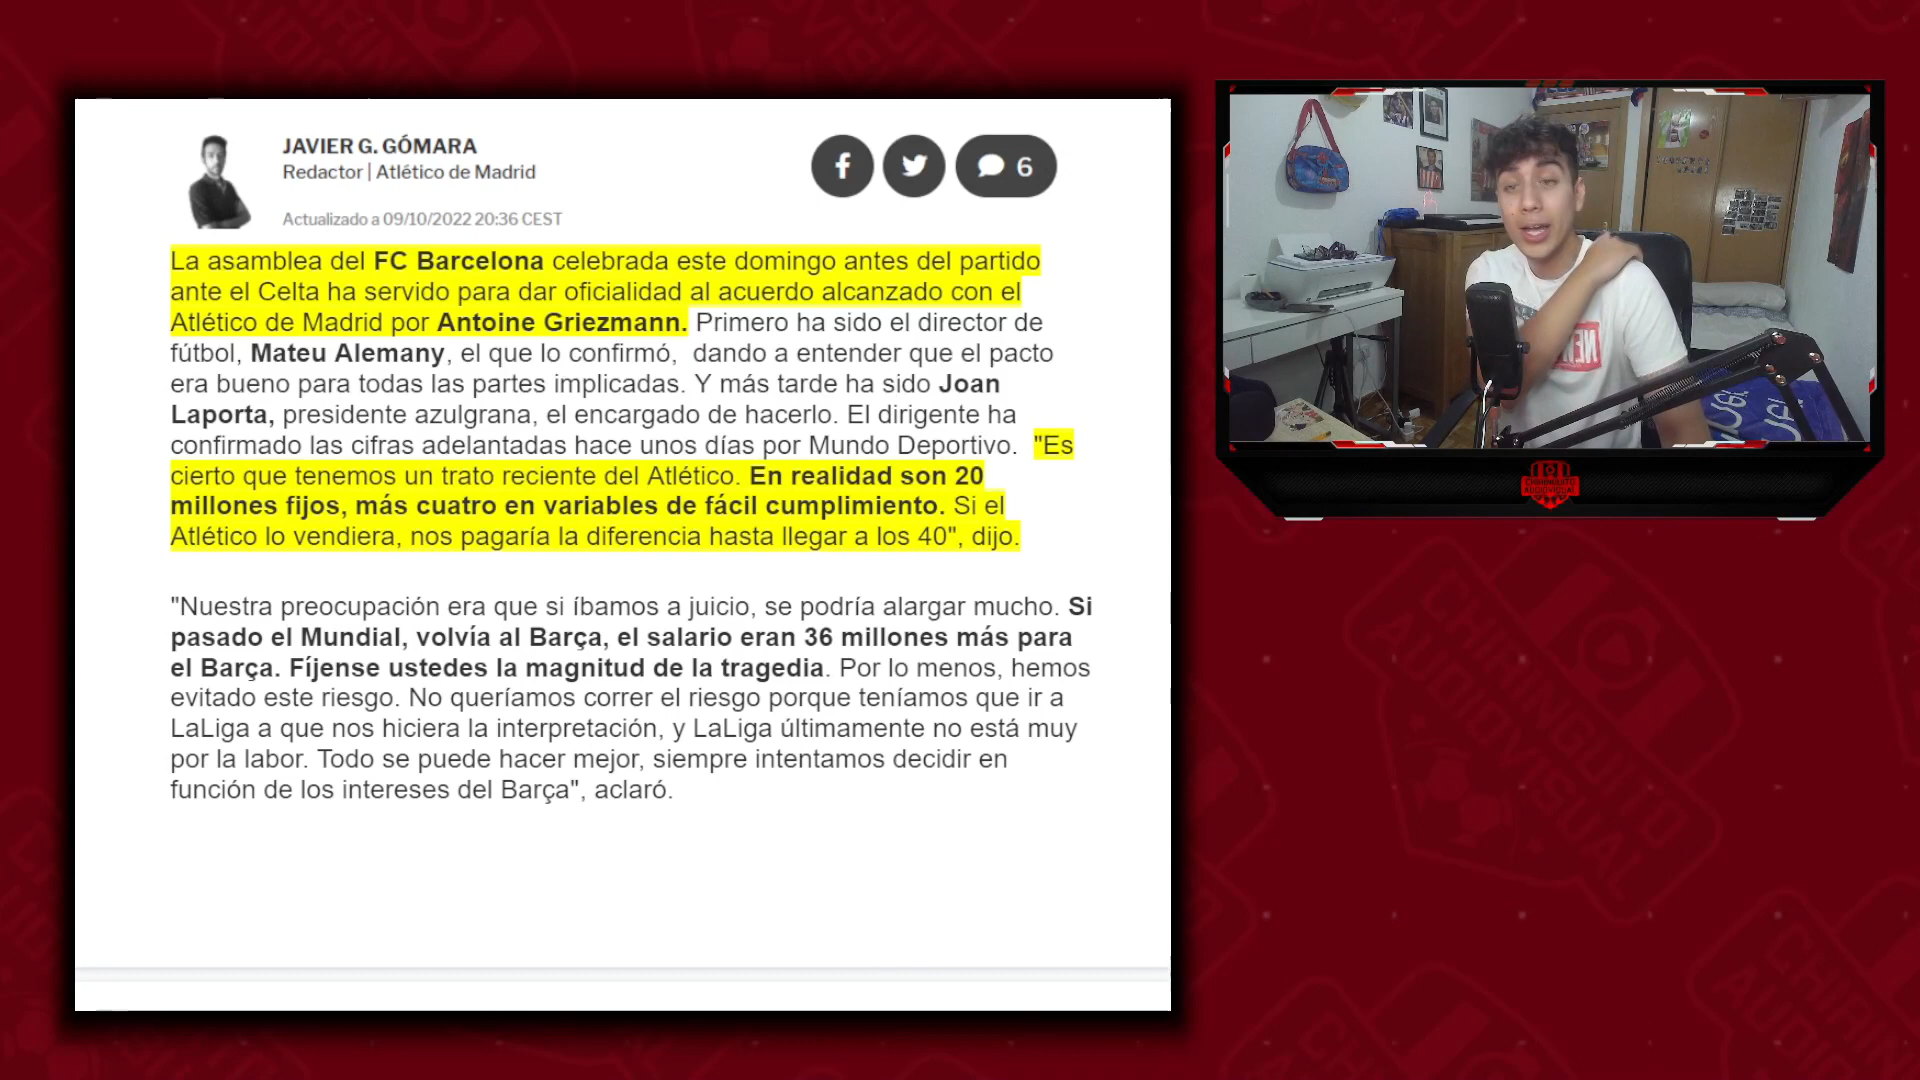 JAVIER G. GÓMARA
Redactor | Atlético de Madrid
6
Actualizado a 09/10/2022 20:36 CEST
La asamblea del FC Barcelona celebrada este domingo antes del partido
ante el Celta ha servido para dar oficialidad al acuerdo alcanzado con el
Atlético de Madrid por Antoine Griezmann. Primero ha sido el director de
fútbol, Mateu Alemany, el que lo confirmó, dando a entender que el pacto
era bueno para todas las partes implicadas. Y más tarde ha sido Joan
Laporta, presidente azulgrana, el encargado de hacerlo. El dirigente ha
confirmado las cifras adelantadas hace unos días por Mundo Deportivo. "Es
cierto que tenemos un trato reciente del Atlético. En realidad son 20
millones fijos, más cuatro en variables de fácil cumplimiento. Si el
Atlético lo vendiera, nos pagaría la diferencia hasta llegar a los 40", dijo.
"Nuestra preocupación era que si íbamos a juicio, se podría alargar mucho. Si
pasado el Mundial, volvía al Barça, el salario eran 36 millones más para
el Barça. Fíjense ustedes la magnitud de la tragedia. Por lo menos, hemos
evitado este riesgo. No queríamos correr el riesgo porque teníamos que ir a
LaLiga a que nos hiciera la interpretación, y LaLiga últimamente no está muy
por la labor. Todo se puede hacer mejor, siempre intentamos decidir en
función de los intereses del Barça", aclaró.
CHIRINGUITO
AUDIOVISUAL
CHIRINGUITO
AUDIOVISUAL